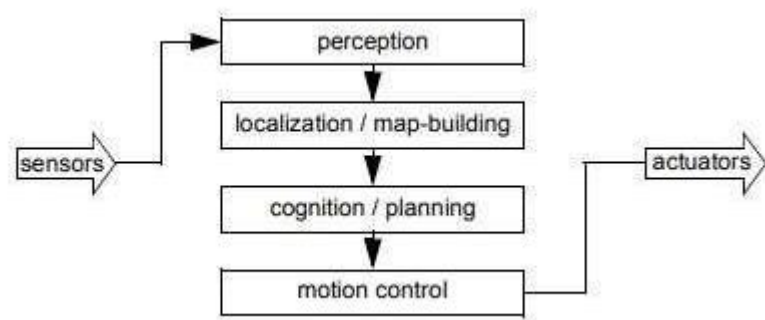 perception
localization / map-building
sensors
actuators
cognition / planning
motion control